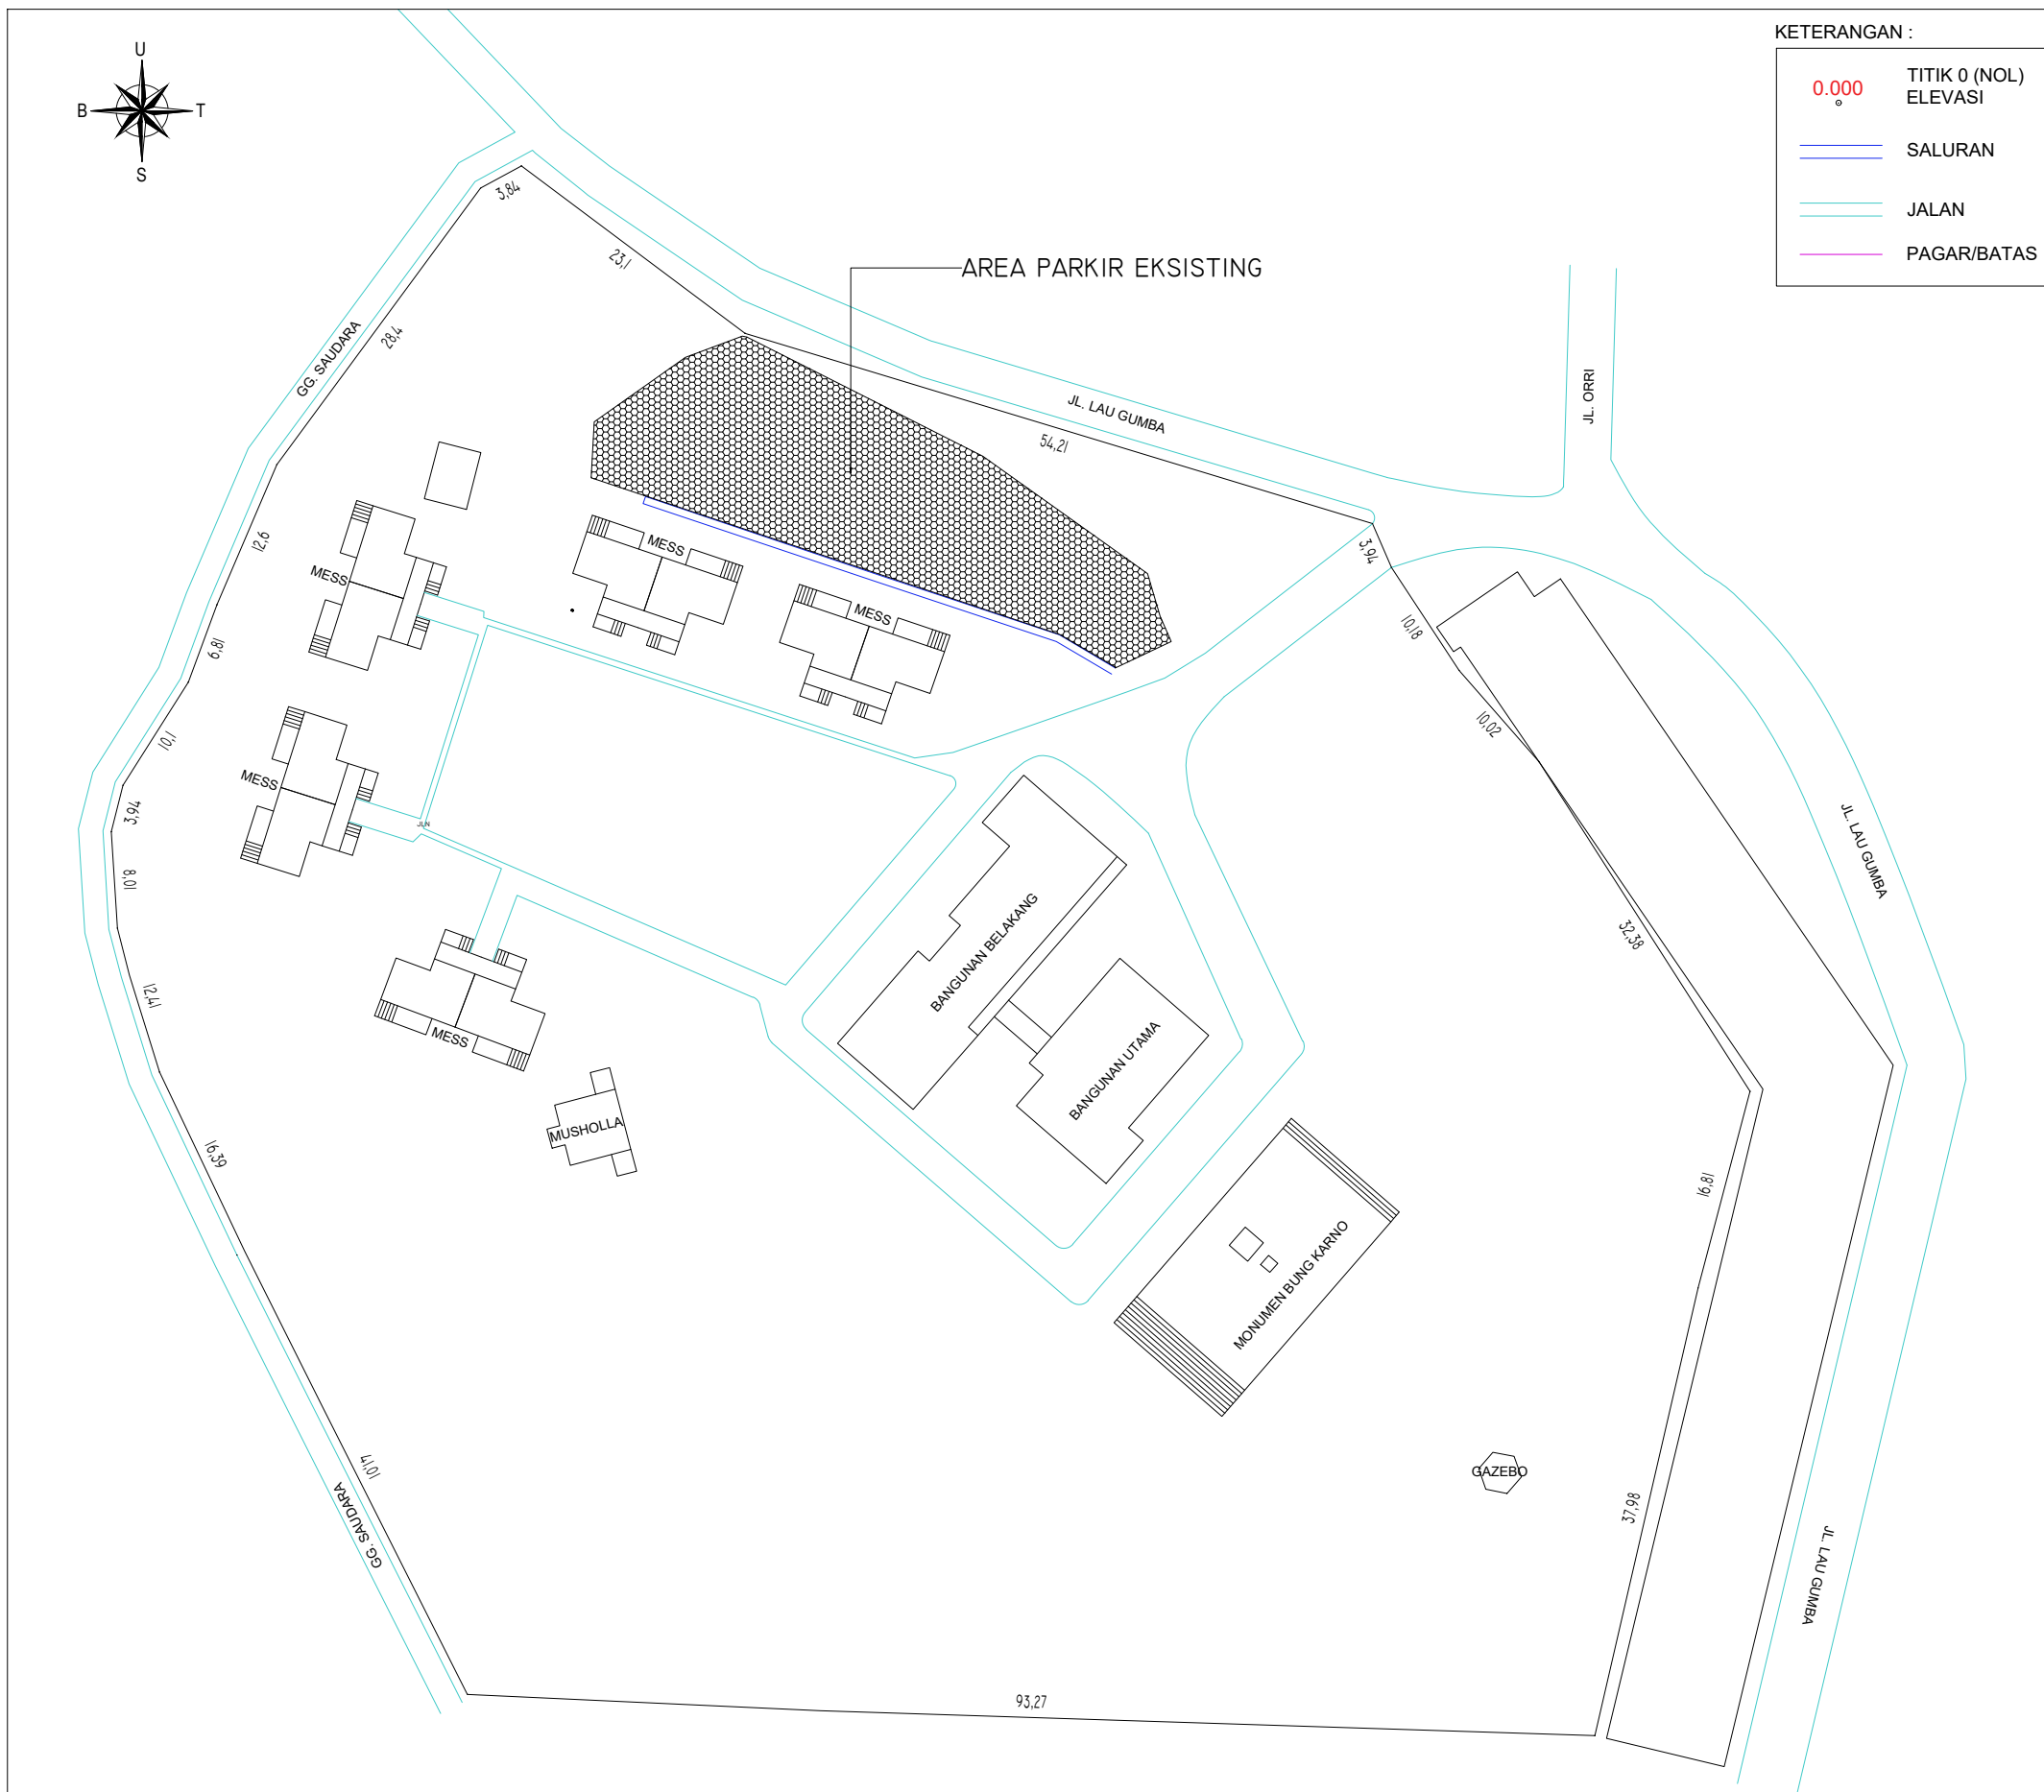 KETERANGAN :
0.000
TITIK 0 (NOL)
ELEVASI
SALURAN
JALAN
PAGAR/BATAS
U
B
T
S
3,84
23,1
AREA PARKIR EKSISTING
GG. SAUDARA
28,4
JL. LAU GUMBA
54,21
JL. ORRI
12,6
MESS
MESS
MESS
3,94
10,18
6,81
10,1
10,02
MESS
3,94
JLN
JL. LAU GUMBA
8,01
BANGUNAN BELAKANG
32,38
12,41
MESS
BANGUNAN UTAMA
MUSHOLLA
16,39
16,81
MONUMEN BUNG KARNO
41,01
GG. SAUDARA
GAZEBO
37,98
JL. LAU GUMBA
93,27